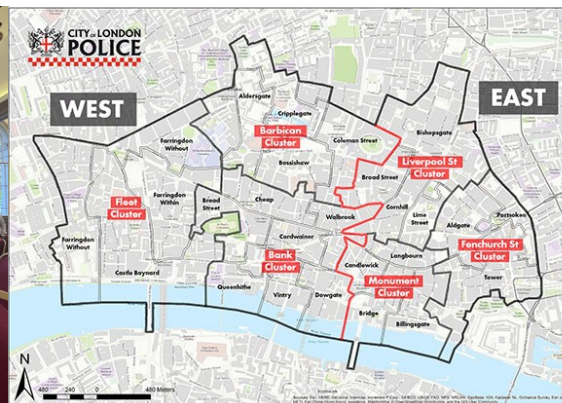 CITY OF LONDON
POLICE
WEST
EAST
Aldersgate
Cripplegate
Barbican
Cluster
Coleman Street
Bishopsgate
Farringdon
Without
Bassishaw
Liverpool St
Cluster
Broad Street
Farringdon
Within
Fleet
Cluster
Bread
Street
Cheap
Cornhill
Lime
Street
Portsoken
Aldgate
Walbrook
Cordwainer
Farringdon
Without
Bank
Cluster
Langbourn
Fenchurch St
Cluster
Candlewick
Castle Baynard
Monument
Cluster
Tower
Queenhithe
Vintry
Dowgate
Bridge
Billingsgate
N
480 240 0 480 Meters